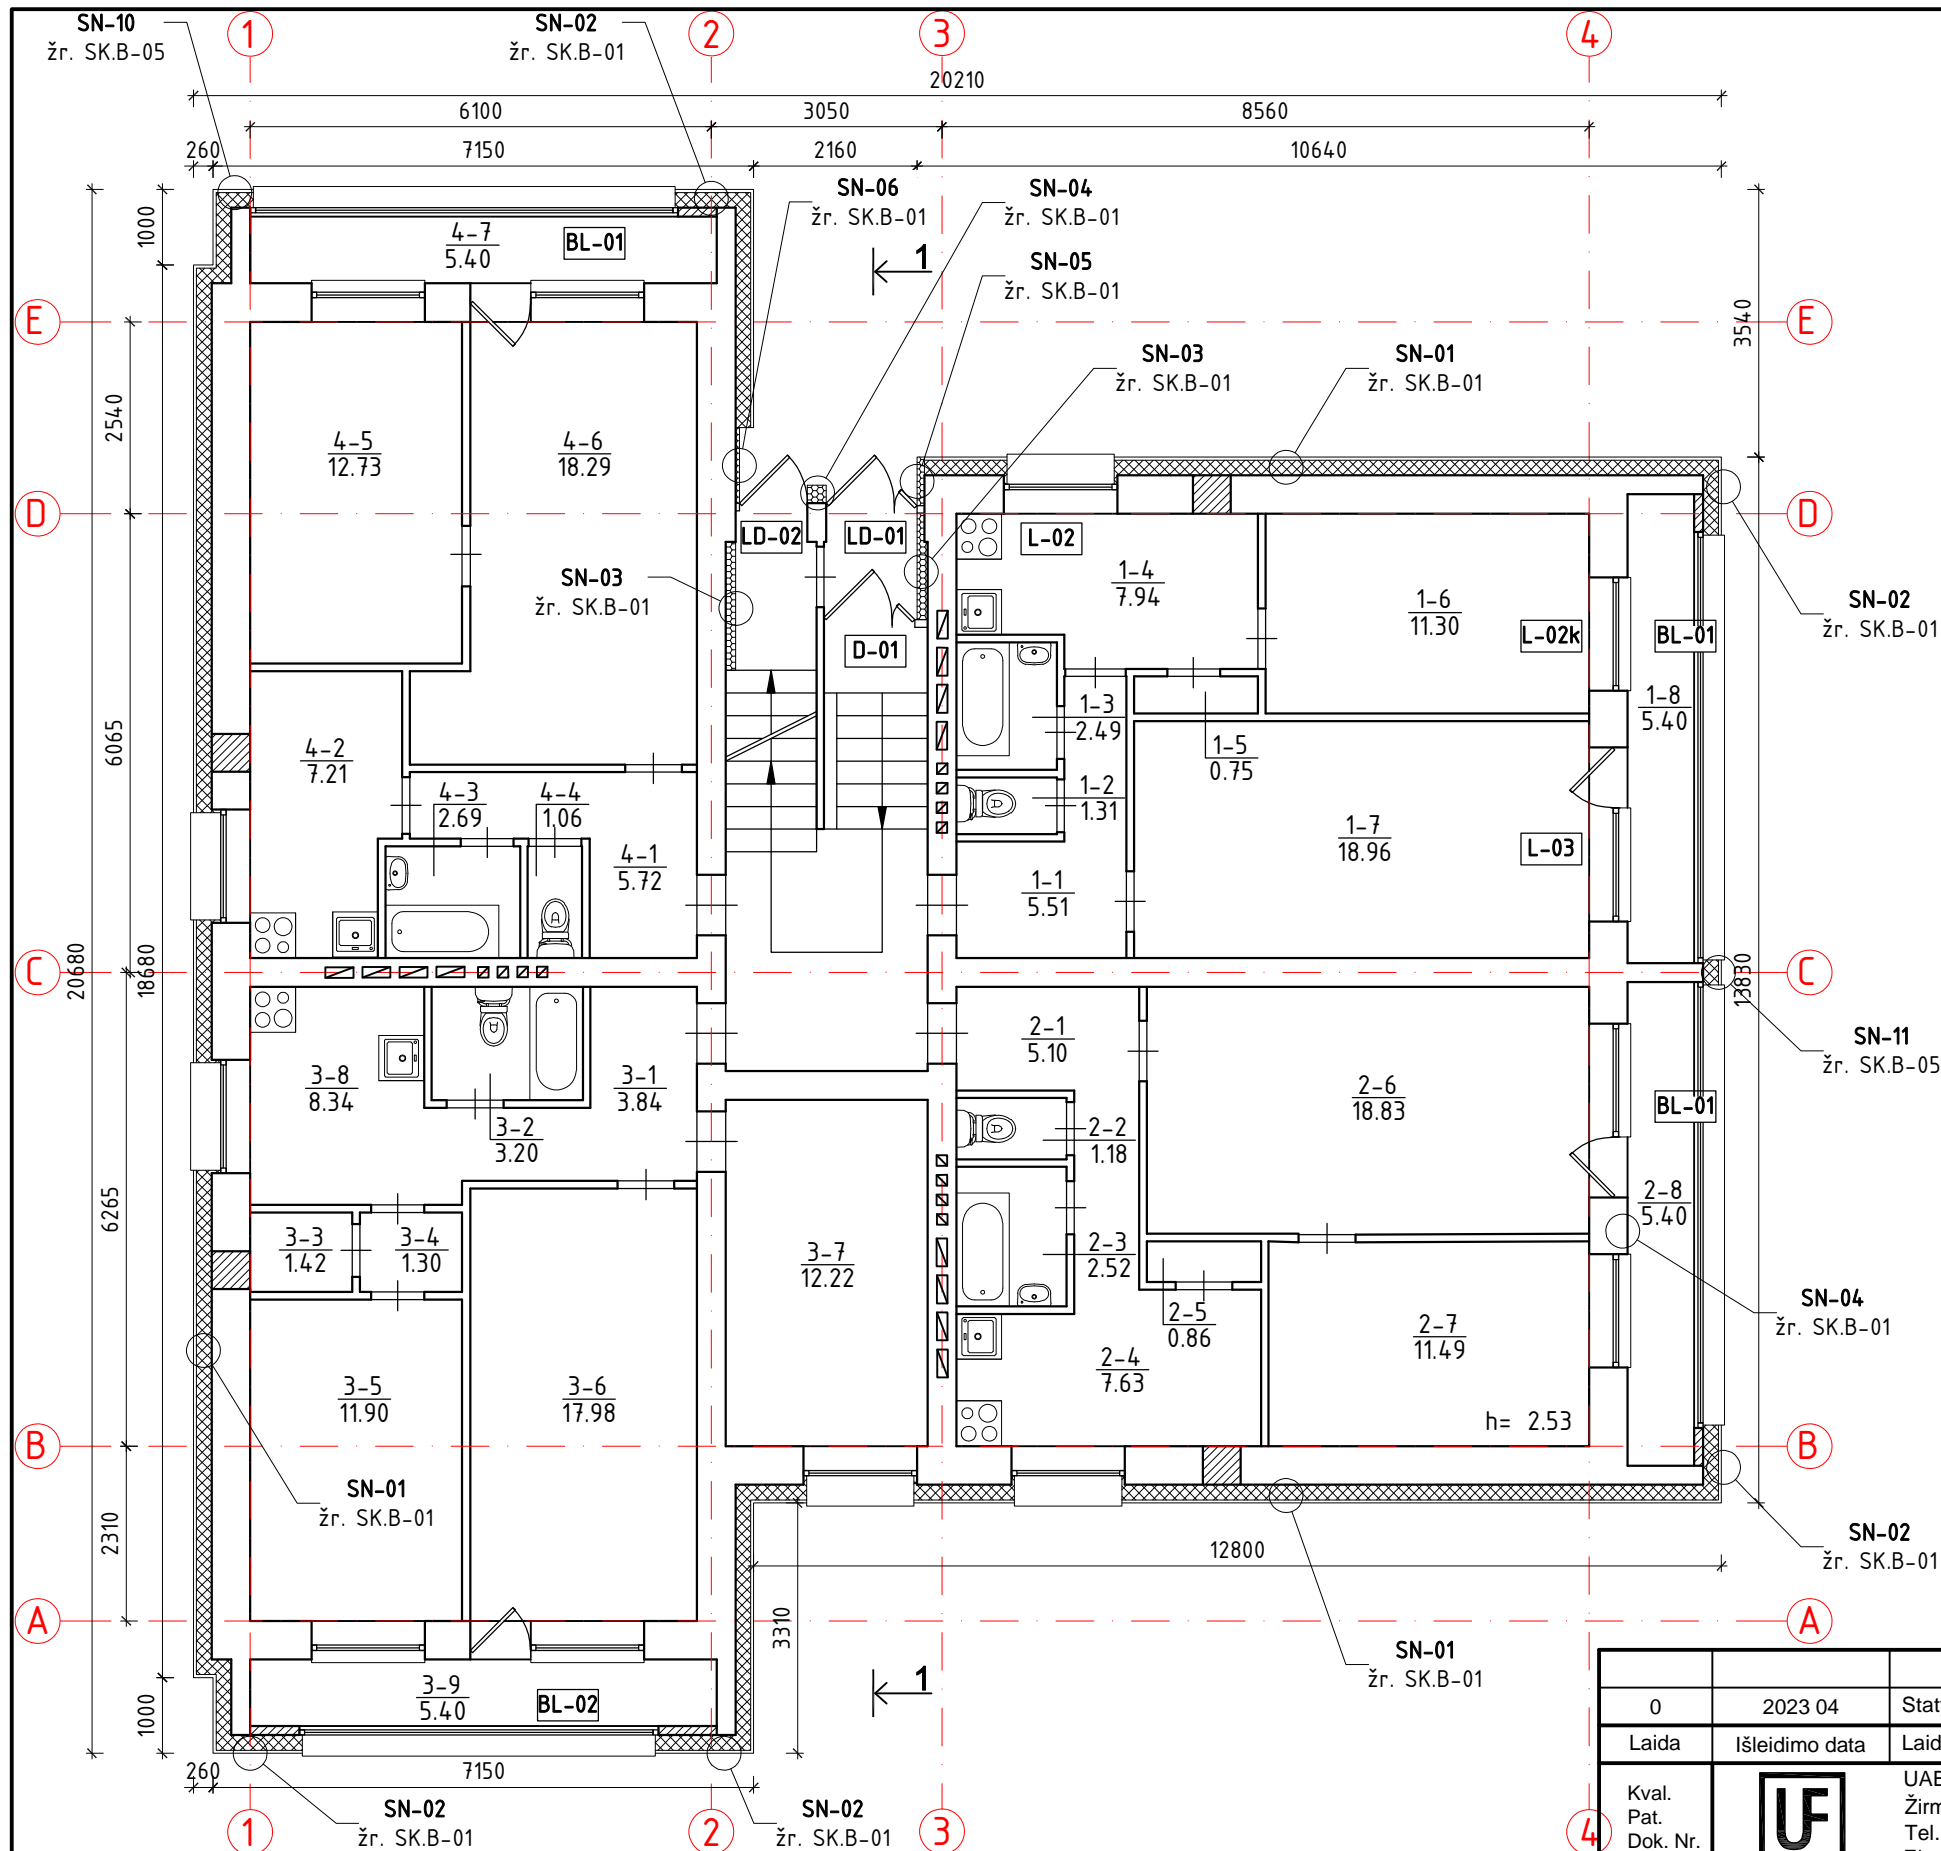 SN-10
žr. SK.B-05
1
SN-02
žr. SK.B-01
2
3
4
20210
6100
3050
8560
260
7150
2160
10640
SN-06
žr. SK.B-01
SN-04
žr. SK.B-01
1000
4-7
5.40
BL-01
1
SN-05
žr. SK.B-01
E
E
3540
SN-03
žr. SK.B-01
SN-01
žr. SK.B-01
2540
4-5
12.73
4-6
18.29
D
D
LD-02
LD-01
L-02
SN-03
žr. SK.B-01
1-4
7.94
1-6
11.30
SN-02
žr. SK.B-01
L-02k
BL-01
D-01
6065
4-2
7.21
1-3
2.49
1-5
0.75
1-8
5.40
4-3
2.69
4-4
1.06
1-2
1.31
1-7
18.96
L-03
4-1
5.72
1-1
5.51
C
C
20680
18680
13830
2-1
5.10
SN-11
žr. SK.B-05
3-8
8.34
3-1
3.84
2-6
18.83
BL-01
3-2
3.20
2-2
1.18
6265
2-8
5.40
3-3
1.42
3-4
1.30
3-7
12.22
2-3
2.52
SN-04
žr. SK.B-01
2-5
0.86
2-7
11.49
2-4
7.63
3-5
11.90
3-6
17.98
h= 2.53
B
B
SN-01
žr. SK.B-01
2310
12800
SN-02
žr. SK.B-01
A
A
3310
SN-01
žr. SK.B-01
3-9
5.40
BL-02
1
1000
260
7150
SN-02
žr. SK.B-01
SN-02
žr. SK.B-01
1
2
3
4
0
2023 04
Stat
Laida
Išleidimo data
Laid
Kval.
Pat.
Dok. Nr.
UF
UAB
Žirm
Tel.